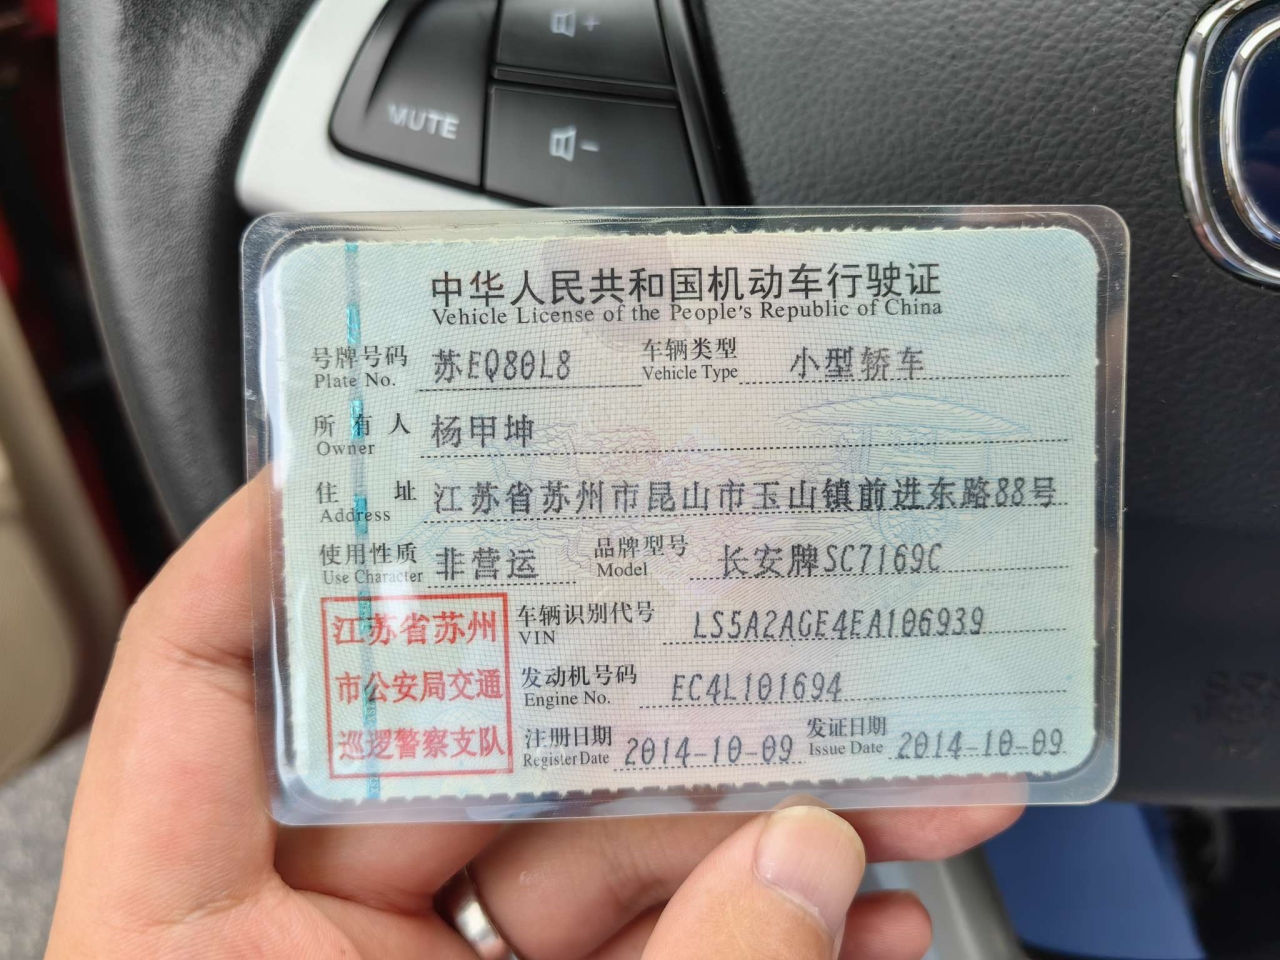 MUTE
中华人民共和国机动车行驶证
Vehicle License of the People's Republic of China
号牌号码 苏EQ80L8 车辆类型 小型轿车
Plate No. Vehicle Type
所有人 杨甲坤
Owner
住址 江苏省苏州市昆山市玉山镇前进东路88号
Address
使用性质 非营运 品牌型号 长安牌SC7169C
Use Character Model
车辆识别代号 LS5A2AGE4EA106939
VIN
发动机号码 EC4L101694
Engine No.
注册日期 2014-10-09 发证日期 2014-10-09
Register Date Issue Date
江苏省苏州
市公安局交通
巡逻警察支队